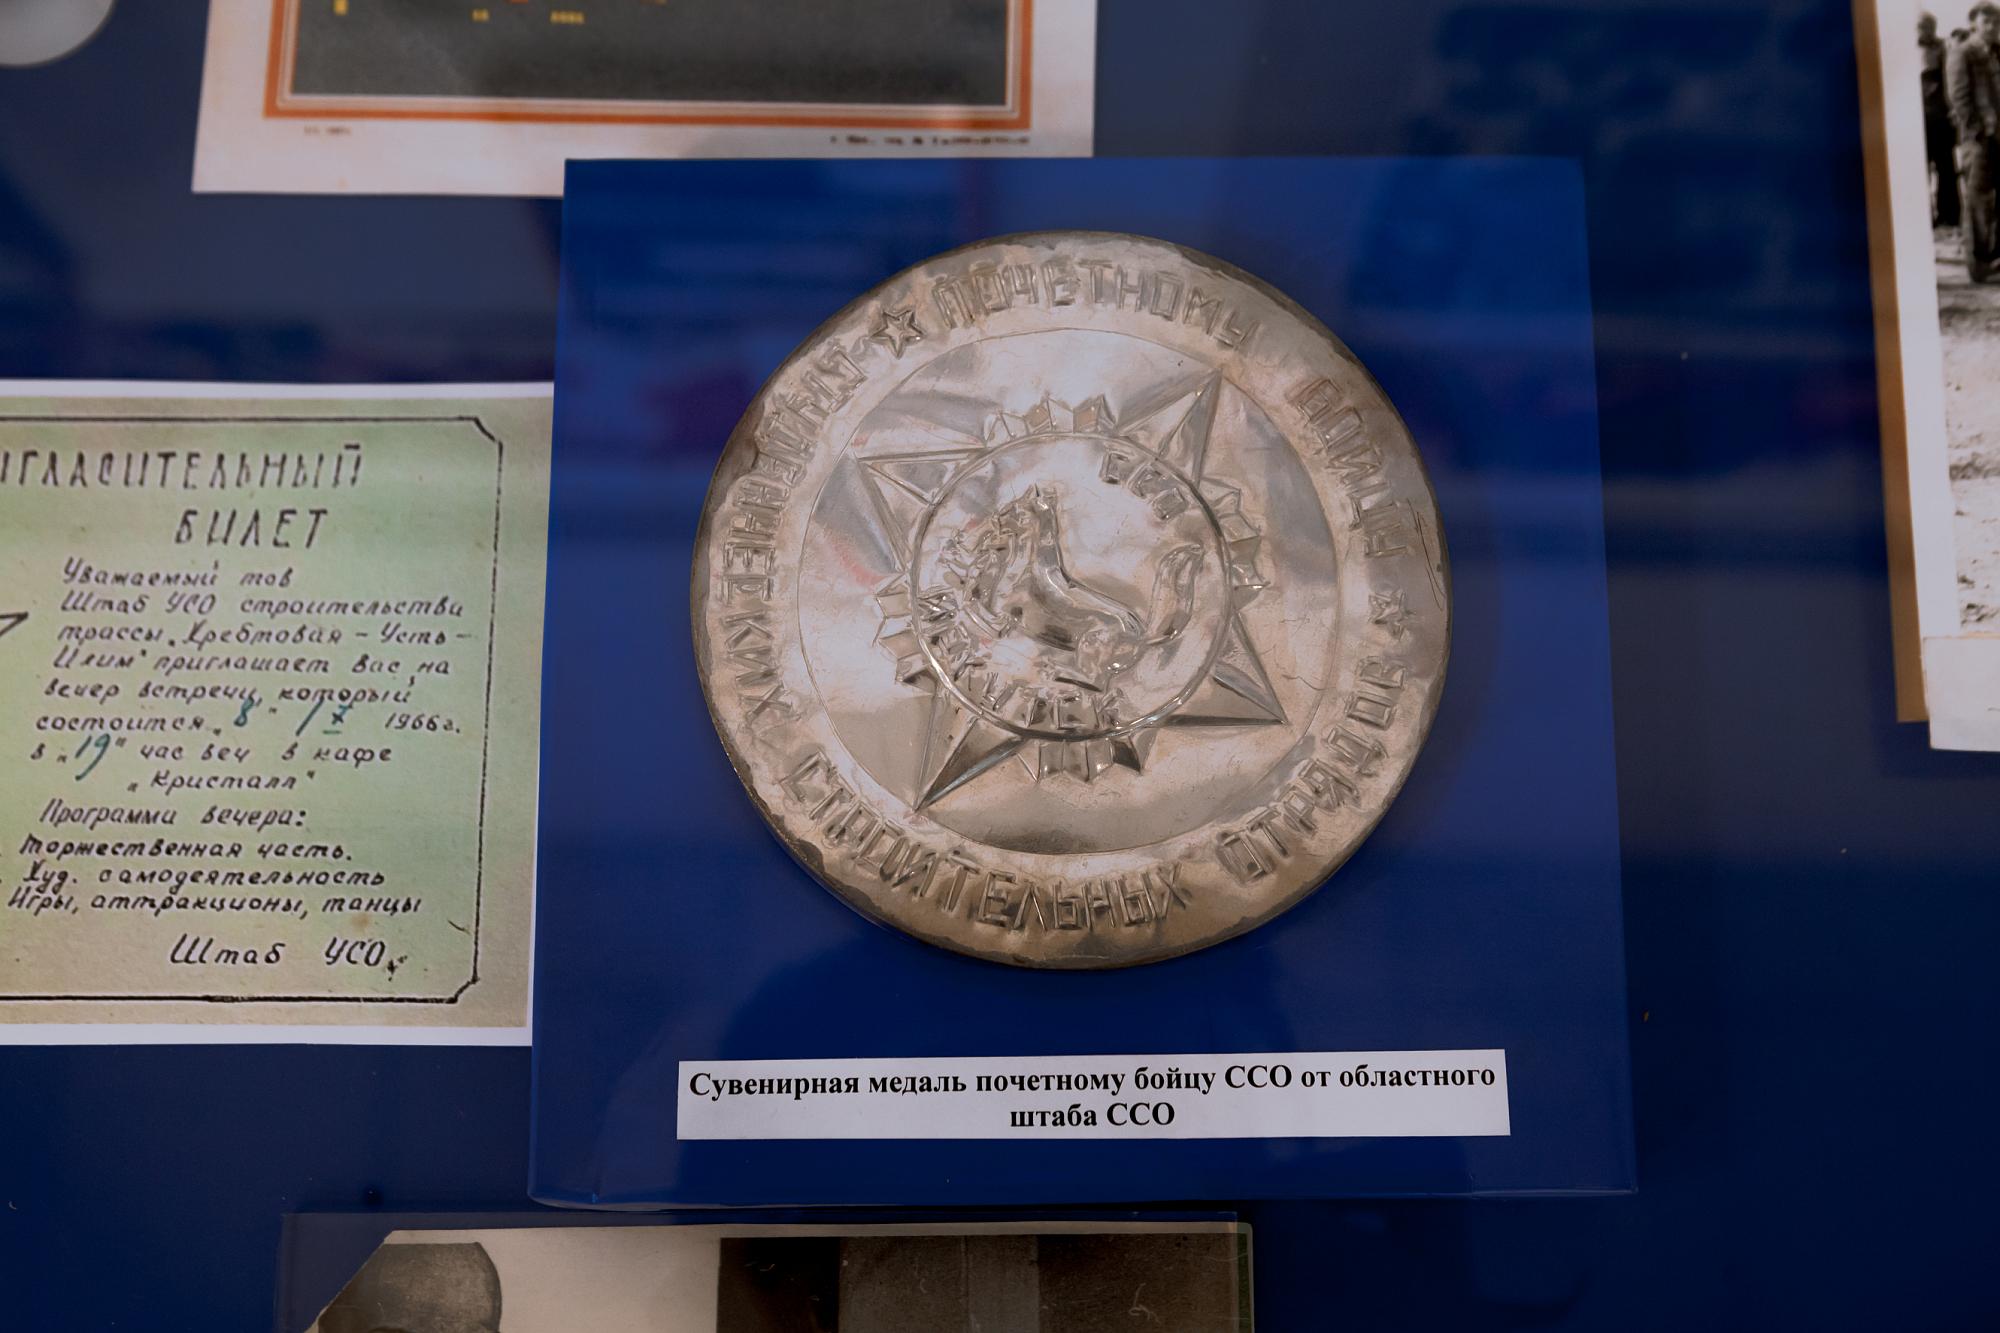 ПОЧЕТНОМУ БОЙЦУ
СТУДЕНЧЕСКИХ СТРОИТЕЛЬНЫХ ОТРЯДОВ
ССО
ИРКУТСК
Сувенирная медаль почетному бойцу ССО от областного
штаба ССО
БИЛЕТ
Уважаемый тов
Штаб УСО строительства
трассы „Хребтовая – Усть –
Илим" приглашает вас на
вечер встречи, который
состоится „8" X 1966г.
в „19" час веч в кафе
„Кристалл"
Программа вечера:
Торжественная часть.
Худ. самодеятельность
Игры, аттракционы, танцы
Штаб УСО